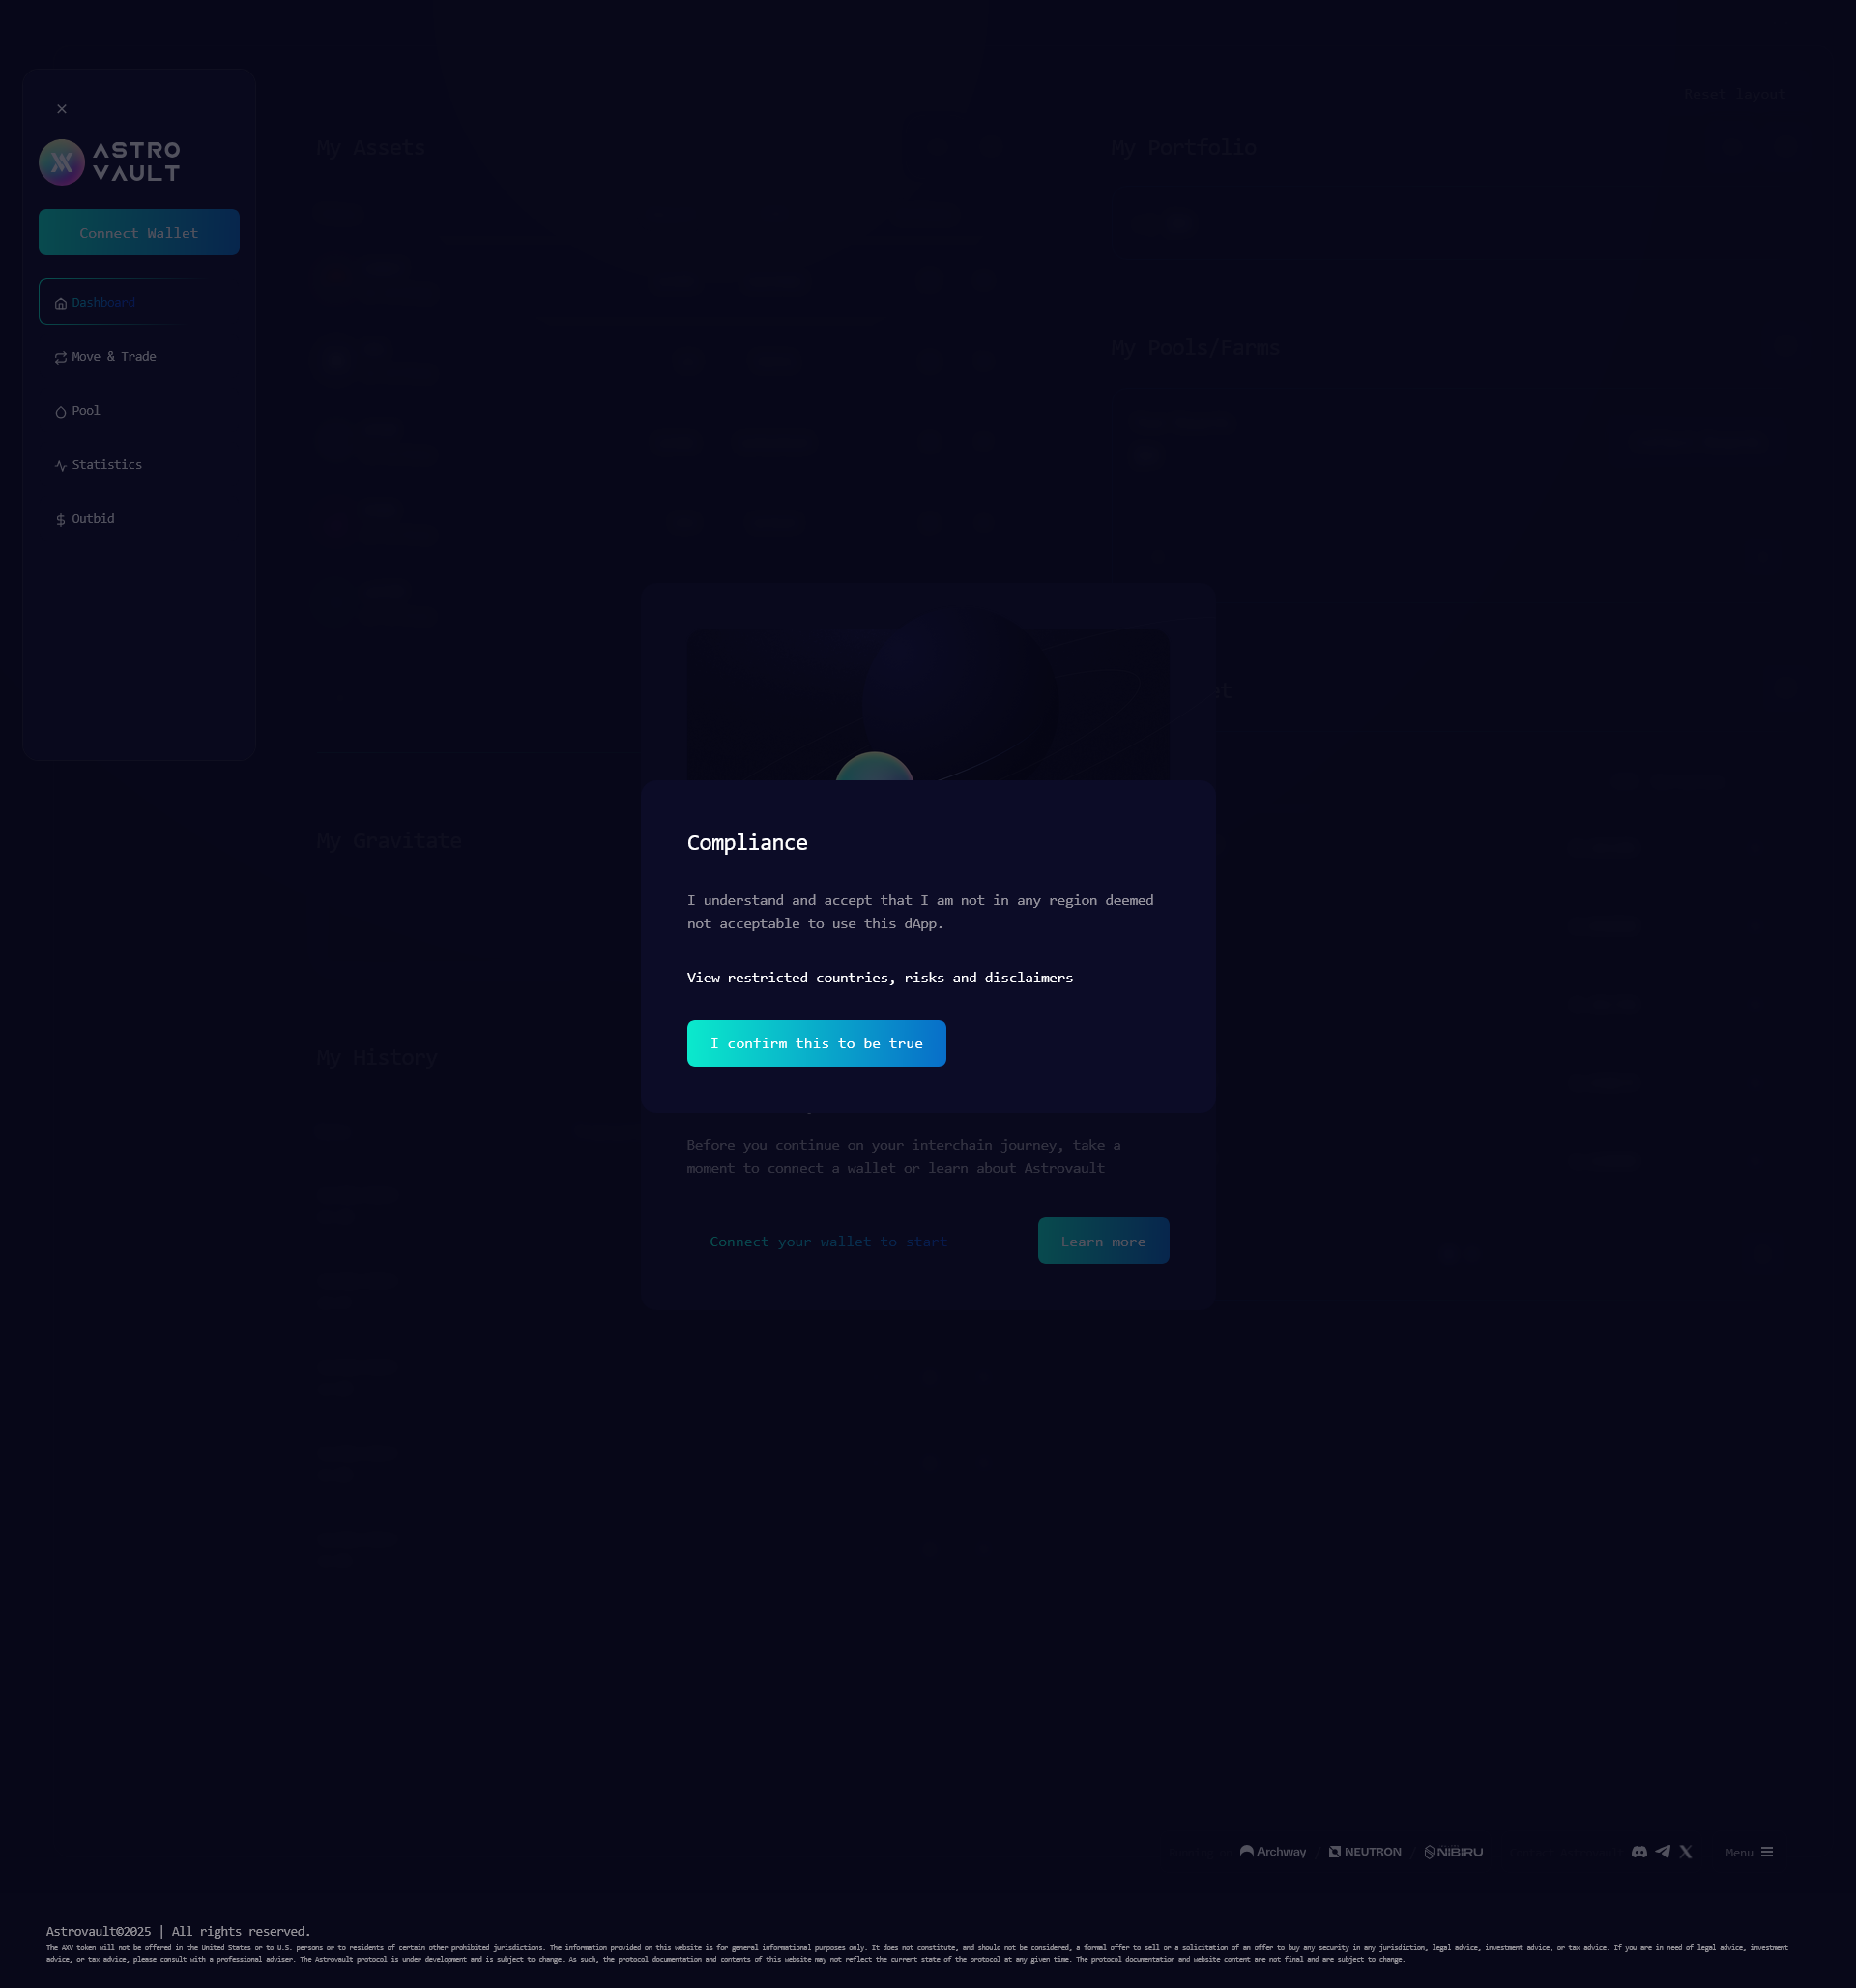 Reset layout
ASTRO
VAULT
Connect Wallet
Dashboard
Move & Trade
Pool
Statistics
Outbid
My Assets
My Portfolio
My Pools/Farms
My Gravitate
My History
Compliance
I understand and accept that I am not in any region deemed
not acceptable to use this dApp.
View restricted countries, risks and disclaimers
I confirm this to be true
Before you continue on your interchain journey, take a
moment to connect a wallet or learn about Astrovault
Connect your wallet to start
Learn more
Archway
NEUTRON
NIBIRU
Menu
Astrovault©2025 | All rights reserved.
The AXV token will not be offered in the United States or to U.S. persons or to residents of certain other prohibited jurisdictions. The information provided on this website is for general informational purposes only. It does not constitute, and should not be considered, a formal offer to sell or a solicitation of an offer to buy any security in any jurisdiction, legal advice, investment advice, or tax advice. If you are in need of legal advice, investment
advice, or tax advice, please consult with a professional adviser. The Astrovault protocol is under development and is subject to change. As such, the protocol documentation and contents of this website may not reflect the current state of the protocol at any given time. The protocol documentation and website content are not final and are subject to change.